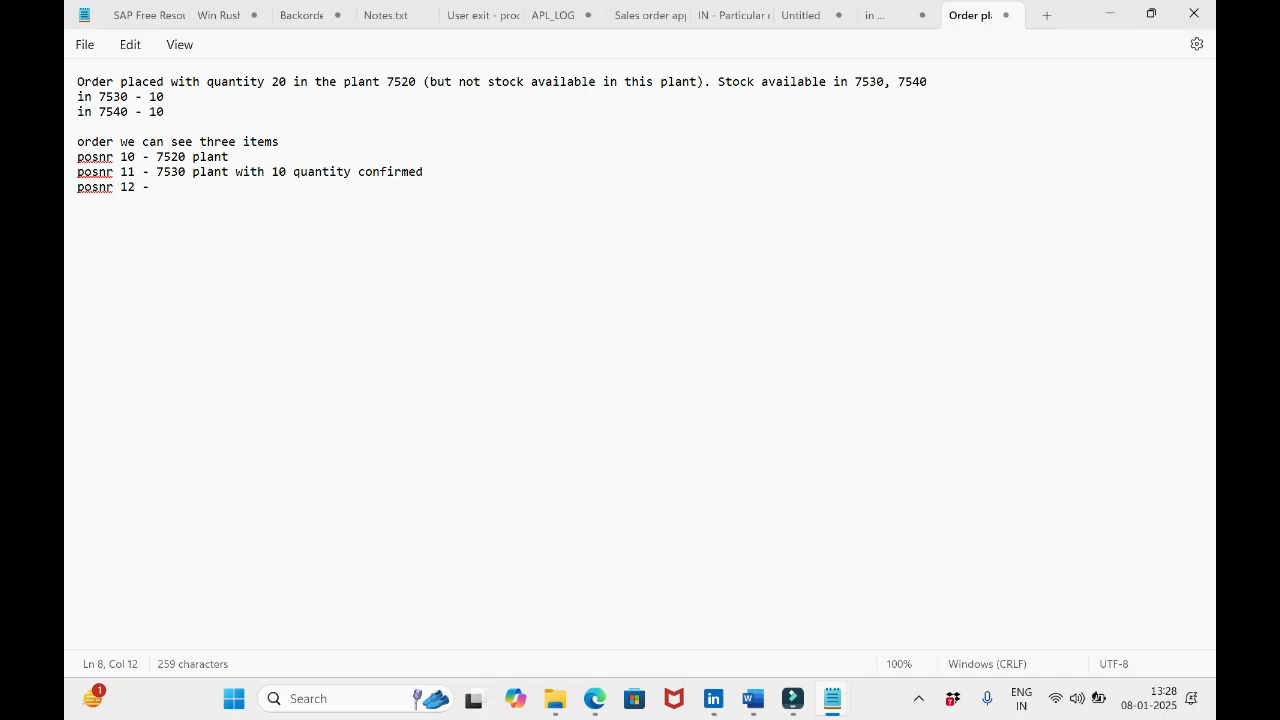 SAP Free Resou
Win Rusl
Backorde
Notes.txt
User exit - proc
APL_LOG
Sales order app
IN - Particular
Untitled
in ...
Order pl
File
Edit
View
Order placed with quantity 20 in the plant 7520 (but not stock available in this plant). Stock available in 7530, 7540
in 7530 - 10
in 7540 - 10
order we can see three items
posnr 10 - 7520 plant
posnr 11 - 7530 plant with 10 quantity confirmed
posnr 12 -
Ln 8, Col 12
259 characters
100%
Windows (CRLF)
UTF-8
1
Search
7
ENG
IN
13:28
08-01-2025